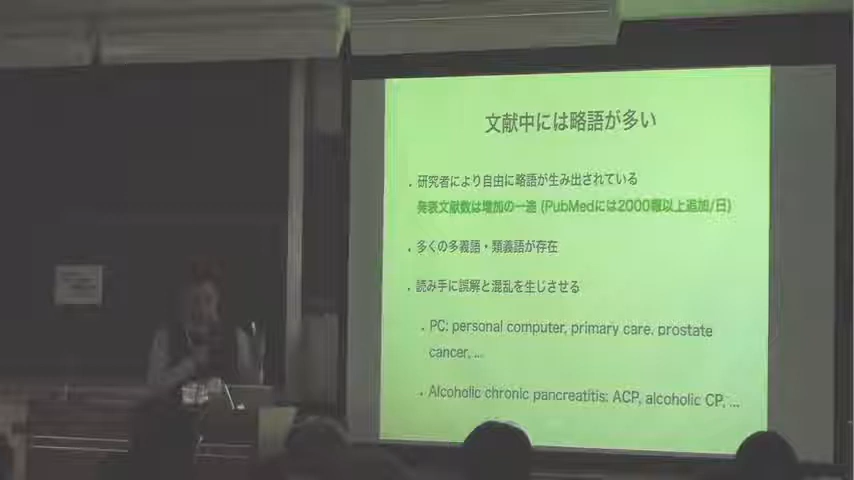 文献中には略語が多い
・研究者により自由に略語が生み出されている
発表文献数は増加の一途 (PubMedには2000報以上追加/日)
・多くの多義語・類義語が存在
・読み手に誤解と混乱を生じさせる
・PC: personal computer, primary care, prostate
cancer, ...
・Alcoholic chronic pancreatitis: ACP, alcoholic CP, ...